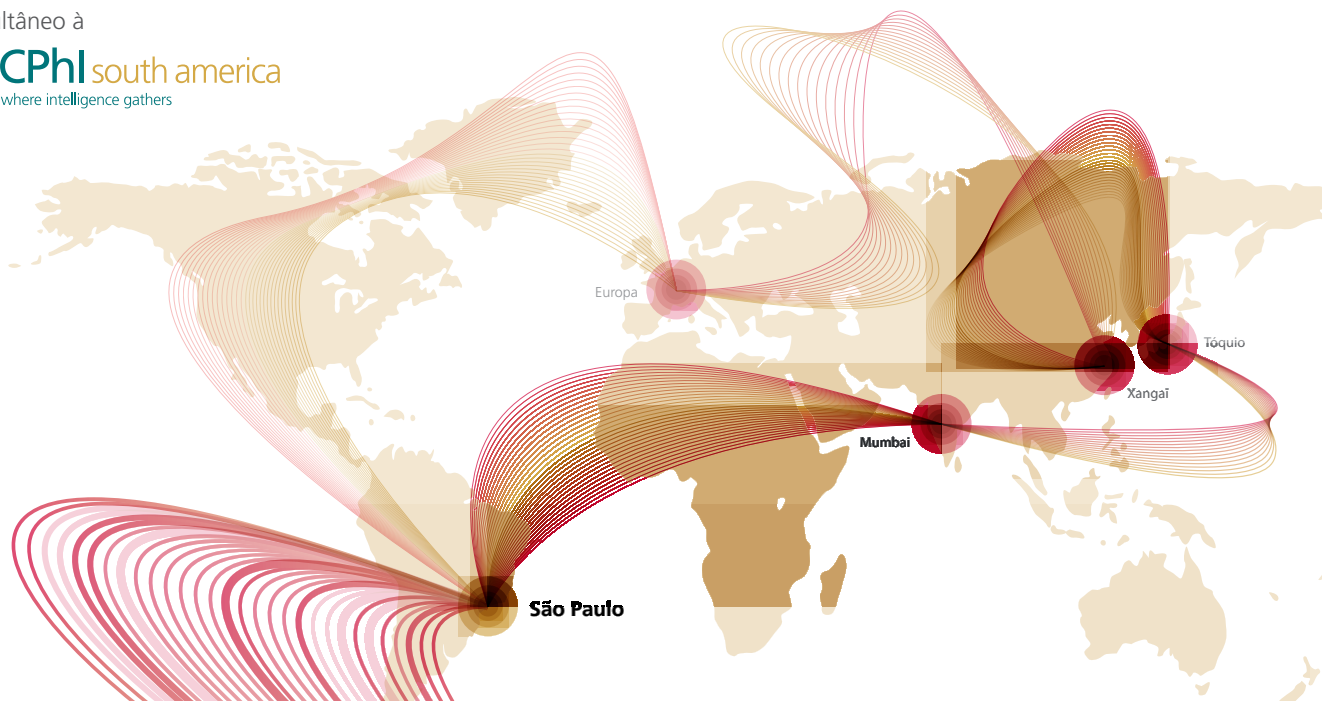 ltâneo à
CPhI south america
where intelligence gathers
Europa
Tóquio
Xangai
Mumbai
São Paulo